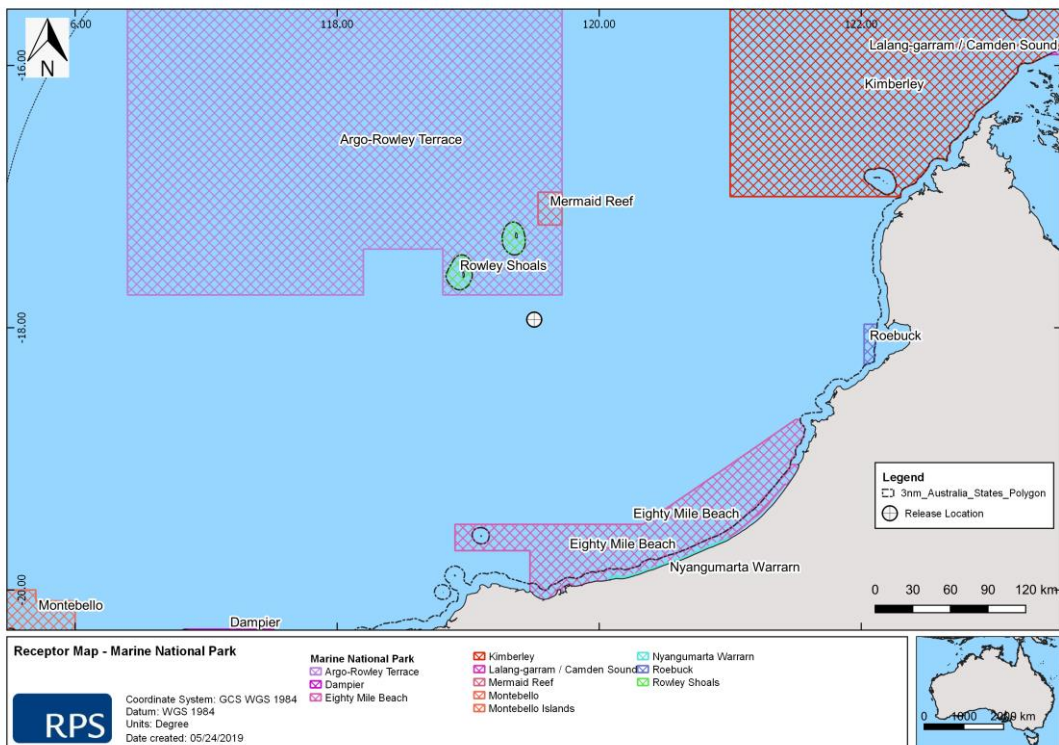 6.00
118.00
120.00
122.00
N
Lalang-garram / Camden Sound
-16.00
Kimberley
Argo-Rowley Terrace
Mermaid Reef
Rowley Shoals
-18.00
Roebuck
Legend
3nm_Australia_States_Polygon
Release Location
Eighty Mile Beach
Eighty Mile Beach
Nyangumarta Warrarn
-20.00
0 30 60 90 120 km
Montebello
Dampier
Receptor Map - Marine National Park
RPS
Coordinate System: GCS WGS 1984
Datum: WGS 1984
Units: Degree
Date created: 05/24/2019
Marine National Park
Argo-Rowley Terrace
Dampier
Eighty Mile Beach
Kimberley
Lalang-garram / Camden Sound
Mermaid Reef
Montebello
Montebello Islands
Nyangumarta Warrarn
Roebuck
Rowley Shoals
0 1000 2000 km